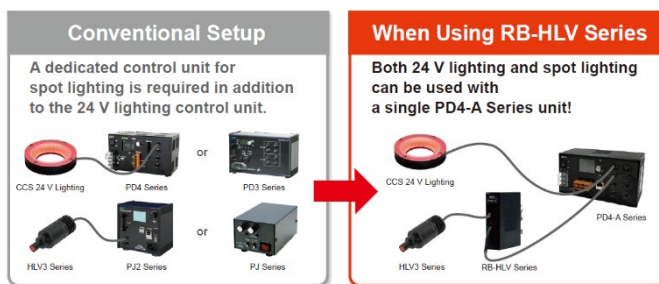 Conventional Setup
A dedicated control unit for
spot lighting is required in addition
to the 24 V lighting control unit.
CCS 24 V Lighting
PD4 Series
or
PD3 Series
HLV3 Series
PJ2 Series
or
PJ Series
When Using RB-HLV Series
Both 24 V lighting and spot lighting
can be used with
a single PD4-A Series unit!
CCS 24 V Lighting
PD4-A Series
HLV3 Series
RB-HLV Series